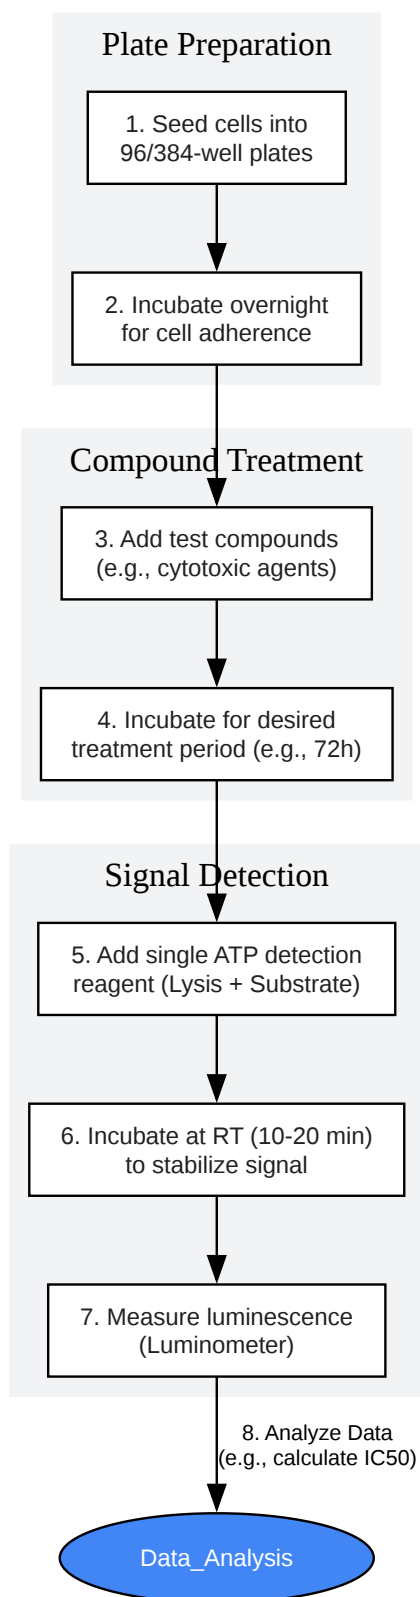 Plate Preparation
1. Seed cells into
96/384-well plates
2. Incubate overnight
for cell adherence
Compound Treatment
3. Add test compounds
(e.g., cytotoxic agents)
4. Incubate for desired
treatment period (e.g., 72h)
Signal Detection
5. Add single ATP detection
reagent (Lysis + Substrate)
6. Incubate at RT (10-20 min)
to stabilize signal
7. Measure luminescence
(Luminometer)
8. Analyze Data
(e.g., calculate IC50)
Data_Analysis